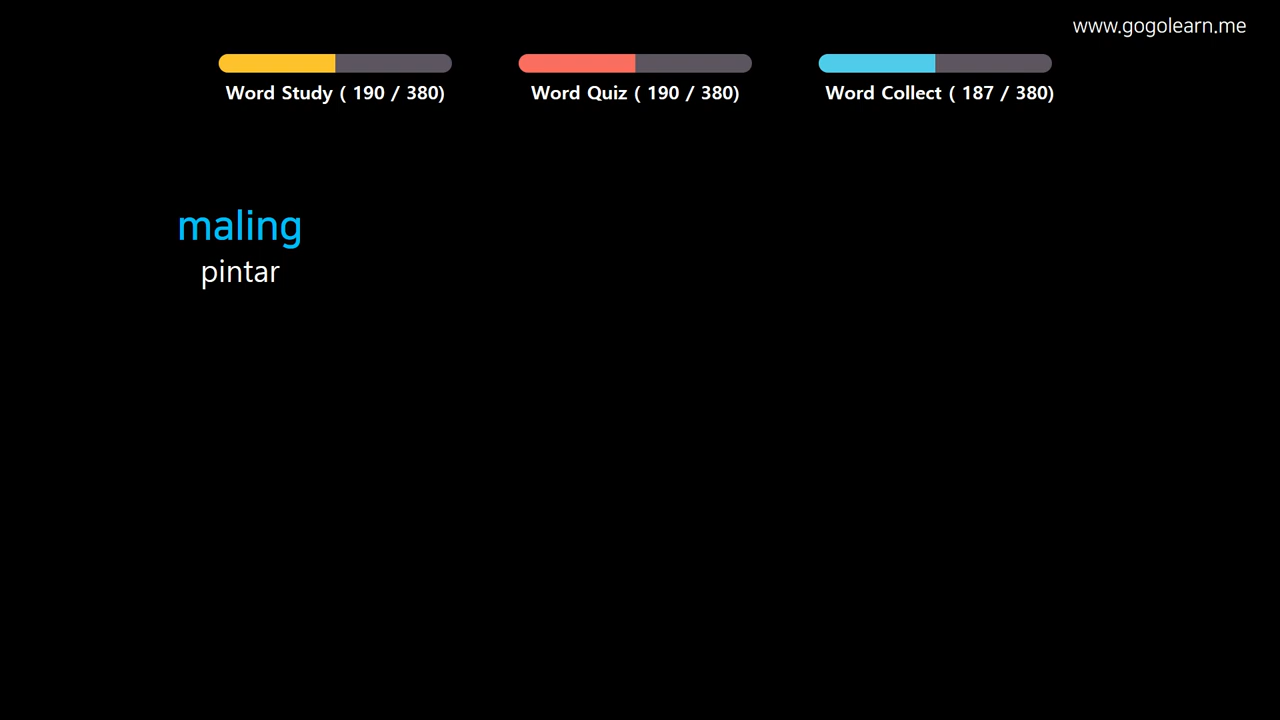 www.gogolearn.me
Word Study ( 190 / 380)
Word Quiz ( 190 / 380)
Word Collect ( 187 / 380)
maling
pintar